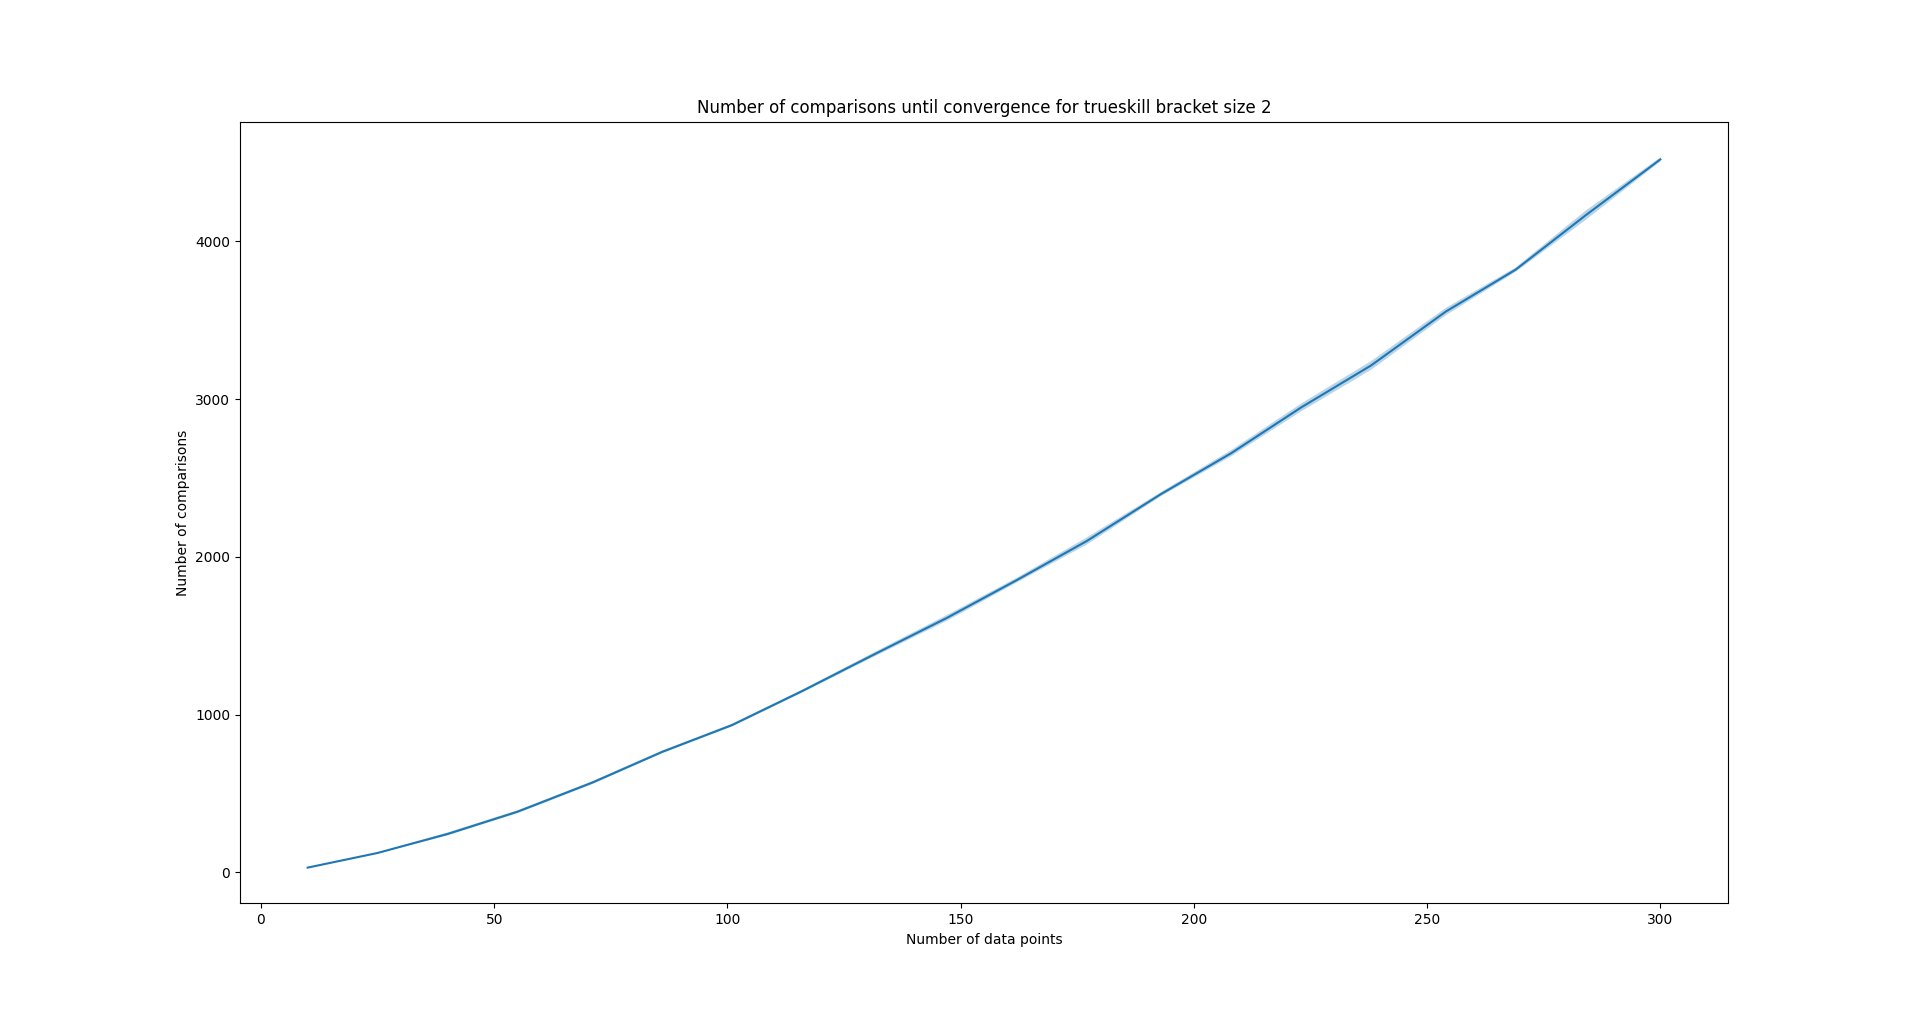 Number of comparisons until convergence for trueskill bracket size 2
4000
3000
2000
1000
0
Number of comparisons
0 50 100 150 200 250 300
Number of data points